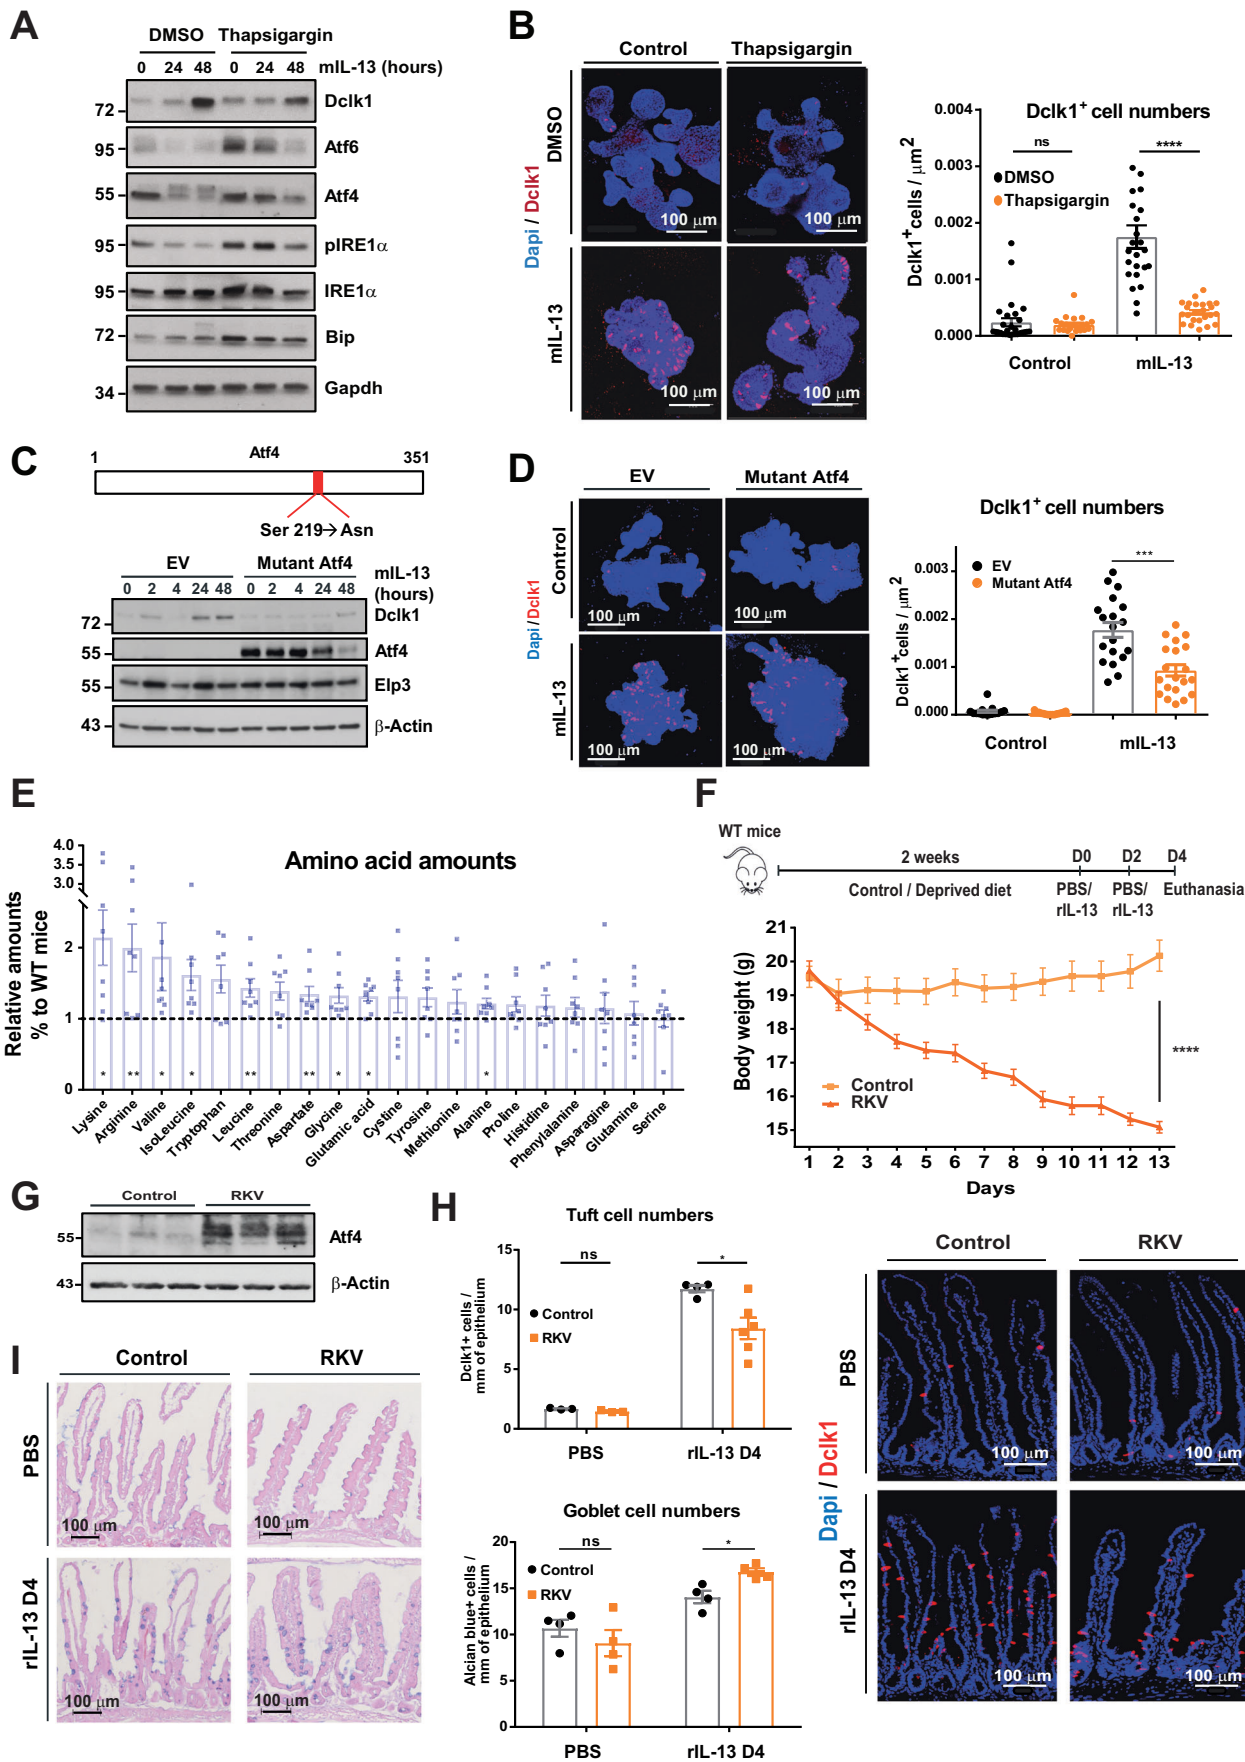 A
DMSO Thapsigargin
0 24 48 0 24 48 mIL-13 (hours)
72 Dclk1
95 Atf6
55 Atf4
95 pIRE1α
95 IRE1α
72 Bip
34 Gapdh
B
Control Thapsigargin
Dapi / Dclk1
DMSO
100 μm 100 μm
mIL-13
100 μm 100 μm
Dclk1+ cell numbers
Dclk1+cells / μm2
0.004
0.003
0.002
0.001
0.000
ns ****
DMSO
Thapsigargin
Control mIL-13
C
1 Atf4 351
Ser 219→Asn
EV Mutant Atf4
0 2 4 24 48 0 2 4 24 48 mIL-13 (hours)
72 Dclk1
55 Atf4
55 Elp3
43 β-Actin
D
EV Mutant Atf4
Dapi / Dclk1
Control
100 μm 100 μm
mIL-13
100 μm 100 μm
Dclk1+ cell numbers
Dclk1+cells / μm2
0.003
0.002
0.001
0.000
EV
Mutant Atf4
***
Control mIL-13
E
Amino acid amounts
Relative amounts
% to WT mice
4.0
3.5
3.0
2
1
0
* ** * * ** ** * * *
Lysine
Arginine
Valine
IsoLeucine
Tryptophan
Leucine
Threonine
Aspartate
Glycine
Glutamic acid
Cystine
Tyrosine
Methionine
Alanine
Proline
Histidine
Phenylalanine
Asparagine
Glutamine
Serine
F
WT mice
2 weeks D0 D2 D4
Control / Deprived diet PBS/ rIL-13 PBS/ rIL-13 Euthanasia
Body weight (g)
21
20
19
18
17
16
15
Control
RKV
****
1 2 3 4 5 6 7 8 9 10 11 12 13
Days
G
Control RKV
55 Atf4
43 β-Actin
H
Tuft cell numbers
Dclk1+ cells /
mm of epithelium
15
10
5
0
ns *
Control
RKV
PBS rIL-13 D4
Goblet cell numbers
Alcian blue+ cells /
mm of epithelium
20
15
10
5
0
ns *
Control
RKV
PBS rIL-13 D4
Control RKV
Dapi / Dclk1
PBS
100 μm 100 μm
rIL-13 D4
100 μm 100 μm
I
Control RKV
PBS
100 μm 100 μm
rIL-13 D4
100 μm 100 μm